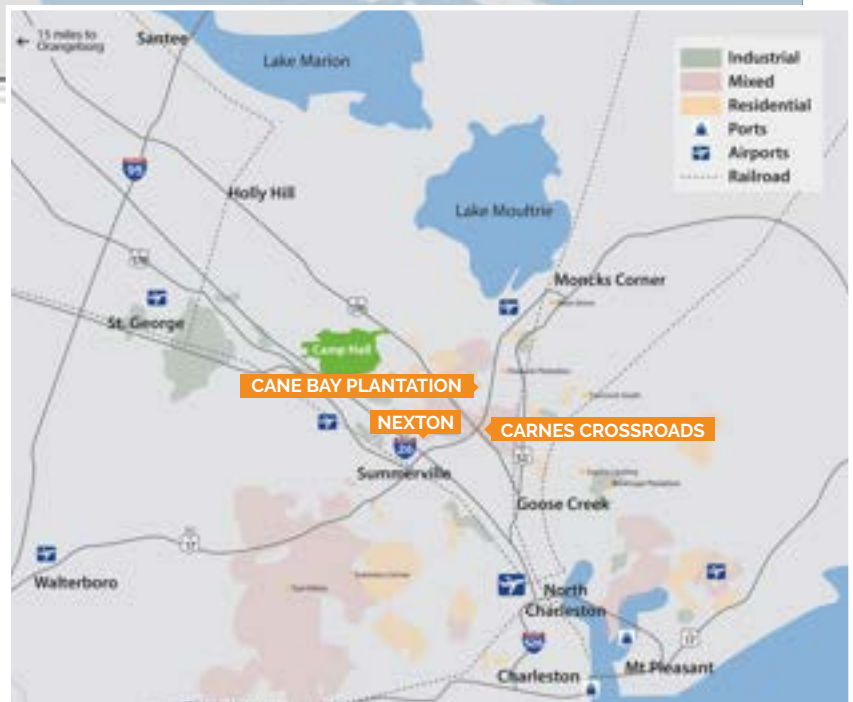 15 miles to
Orangeburg
Santee
Lake Marion
Industrial
Mixed
Residential
Ports
Airports
Railroad
95
Holly Hill
Lake Moultrie
178
Moncks Corner
St. George
Camp Hall
CANE BAY PLANTATION
NEXTON
CARNES CROSSROADS
26
52
Summerville
Goose Creek
17
Walterboro
North
Charleston
526
17
Charleston
Mt Pleasant